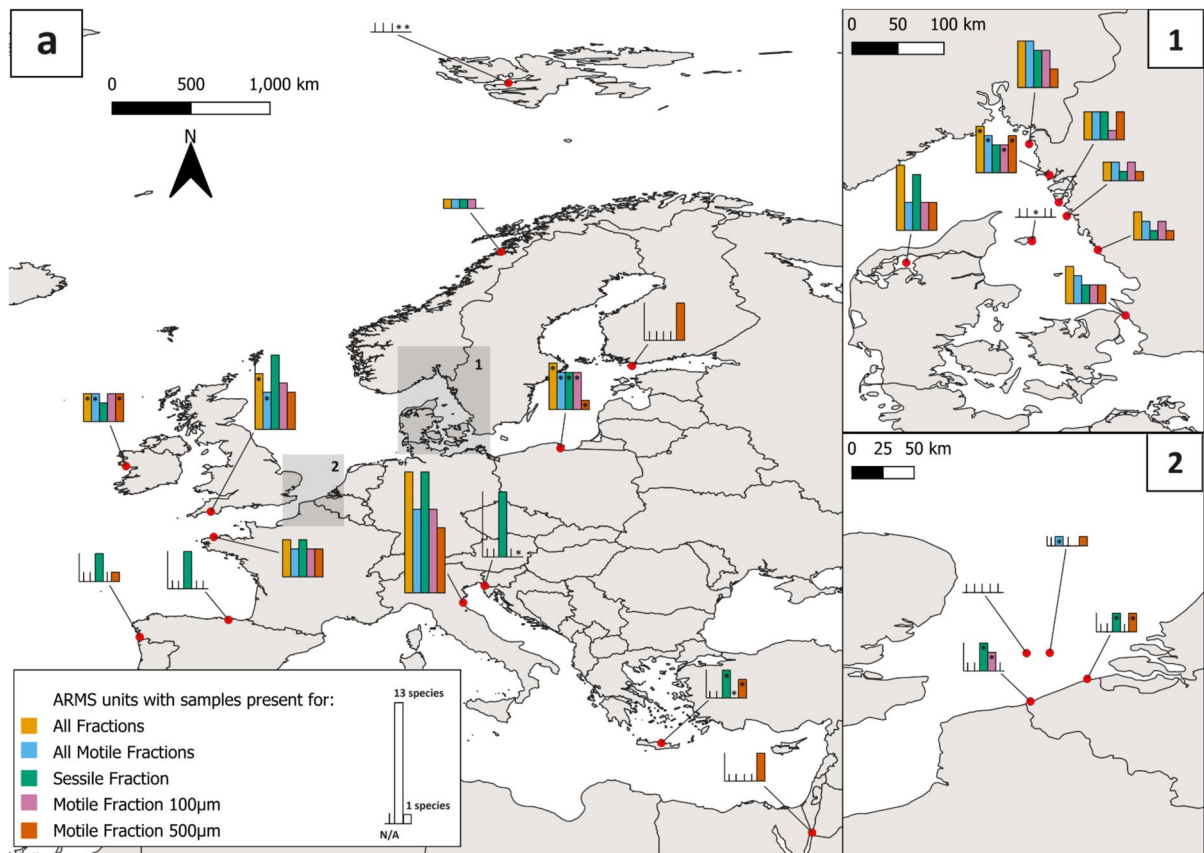 a
0 500 1,000 km
N
1
2
ARMS units with samples present for:
All Fractions
All Motile Fractions
Sessile Fraction
Motile Fraction 100µm
Motile Fraction 500µm
13 species
1 species
N/A
0 50 100 km
1
0 25 50 km
2